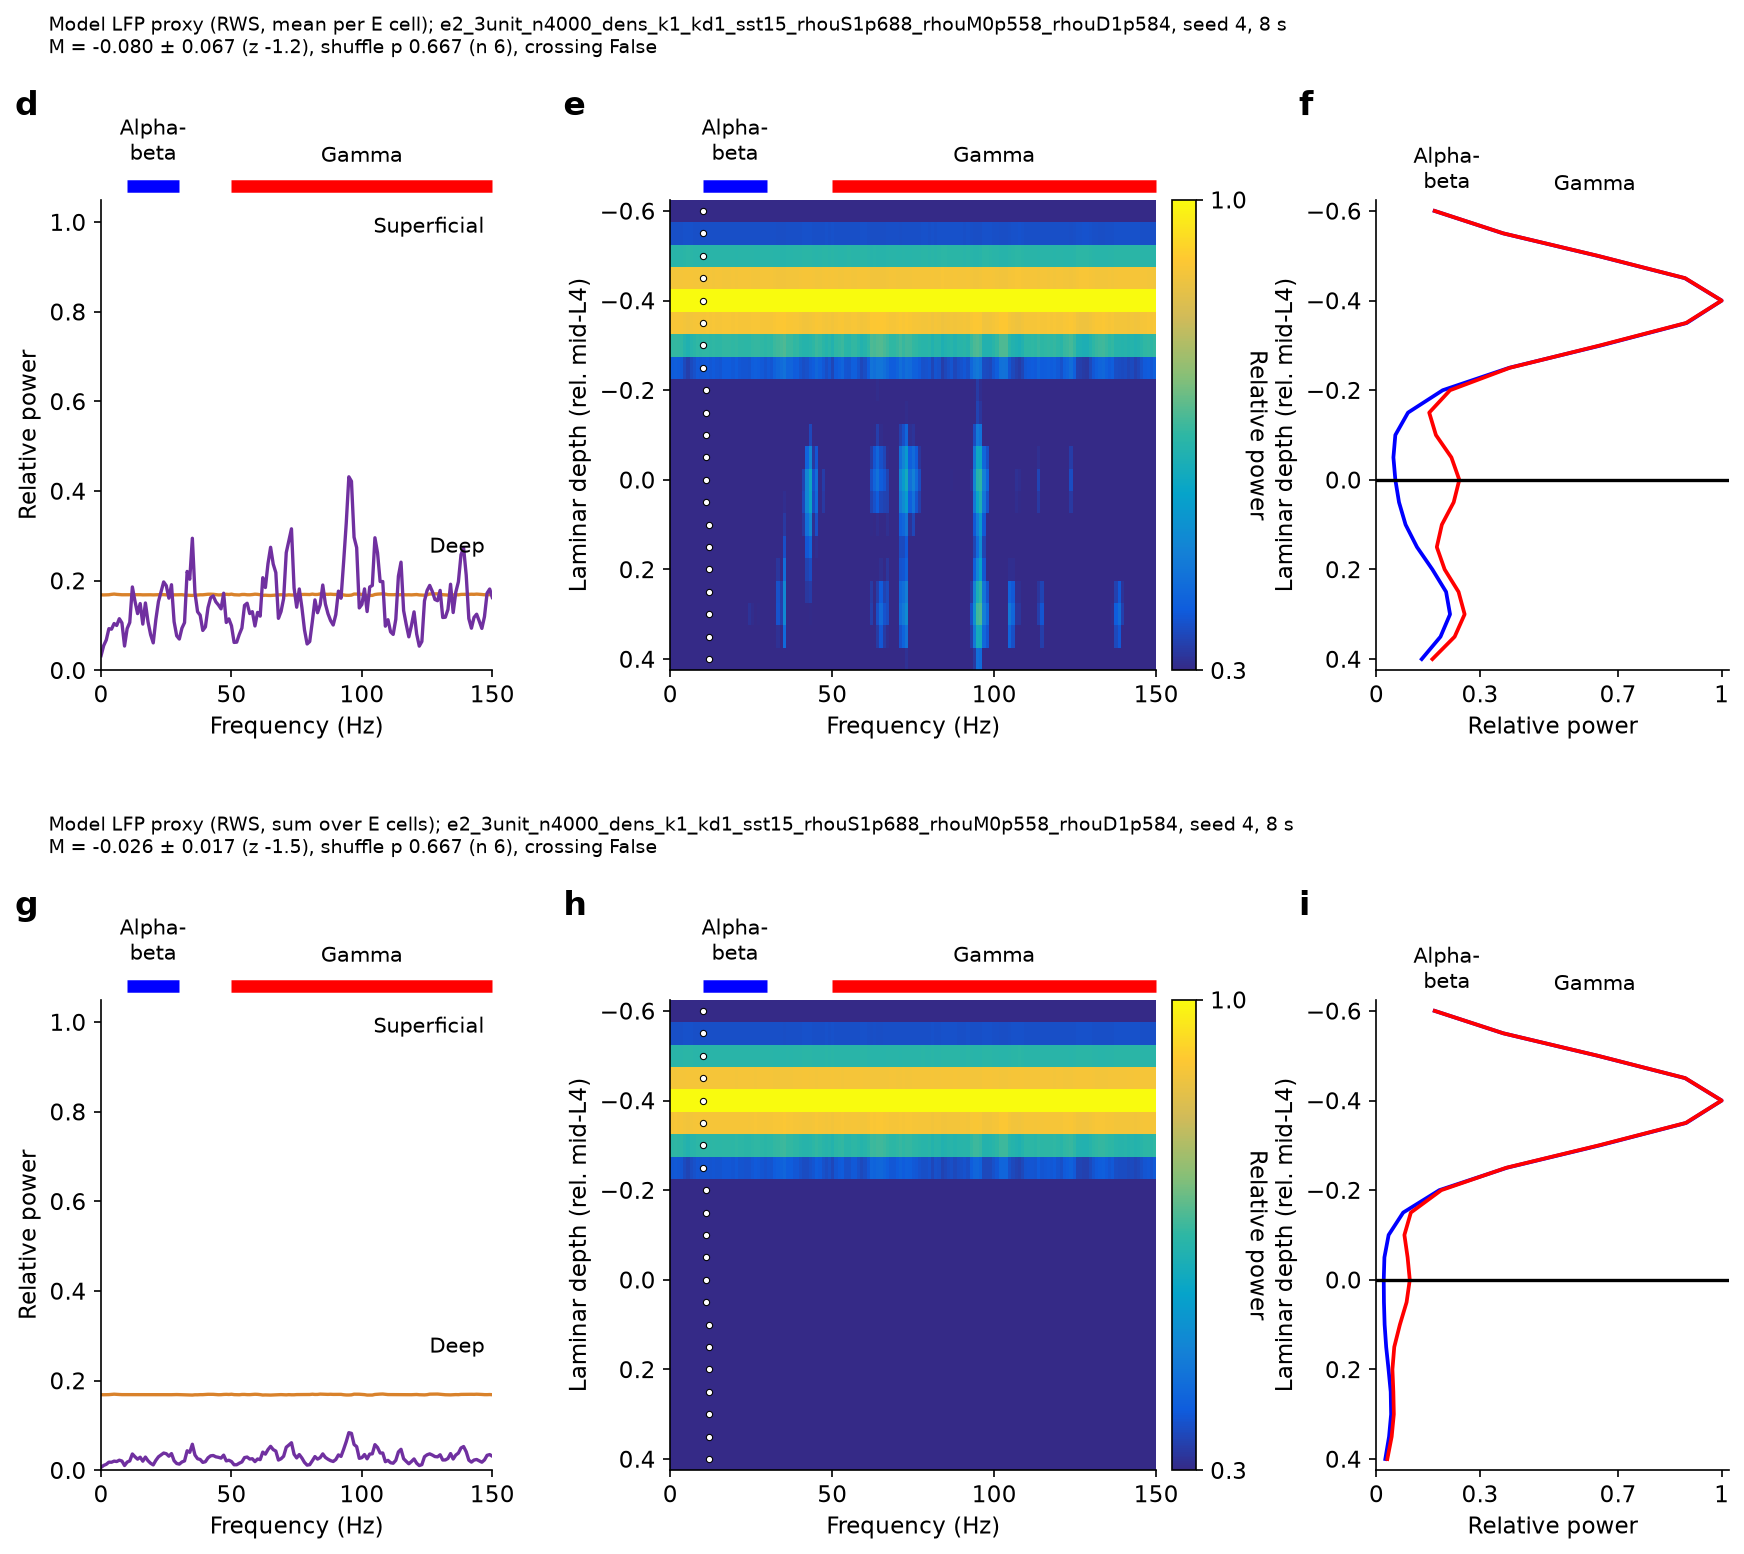 Model LFP proxy (RWS, mean per E cell); e2_3unit_n4000_dens_k1_kd1_sst15_rhouS1p688_rhouM0p558_rhouD1p584, seed 4, 8 s
M = -0.080 ± 0.067 (z -1.2), shuffle p 0.667 (n 6), crossing False
d
Alpha-
beta
Gamma
Superficial
Deep
Relative power
1.0
0.8
0.6
0.4
0.2
0.0
0
50
100
150
Frequency (Hz)
e
Alpha-
beta
Gamma
Laminar depth (rel. mid-L4)
−0.6
−0.4
−0.2
0.0
0.2
0.4
0
50
100
150
Frequency (Hz)
1.0
0.3
Relative power
f
Alpha-
beta
Gamma
Laminar depth (rel. mid-L4)
−0.6
−0.4
−0.2
0.0
0.2
0.4
0
0.3
0.7
1
Relative power
Model LFP proxy (RWS, sum over E cells); e2_3unit_n4000_dens_k1_kd1_sst15_rhouS1p688_rhouM0p558_rhouD1p584, seed 4, 8 s
M = -0.026 ± 0.017 (z -1.5), shuffle p 0.667 (n 6), crossing False
g
Alpha-
beta
Gamma
Superficial
Deep
Relative power
1.0
0.8
0.6
0.4
0.2
0.0
0
50
100
150
Frequency (Hz)
h
Alpha-
beta
Gamma
Laminar depth (rel. mid-L4)
−0.6
−0.4
−0.2
0.0
0.2
0.4
0
50
100
150
Frequency (Hz)
1.0
0.3
Relative power
i
Alpha-
beta
Gamma
Laminar depth (rel. mid-L4)
−0.6
−0.4
−0.2
0.0
0.2
0.4
0
0.3
0.7
1
Relative power